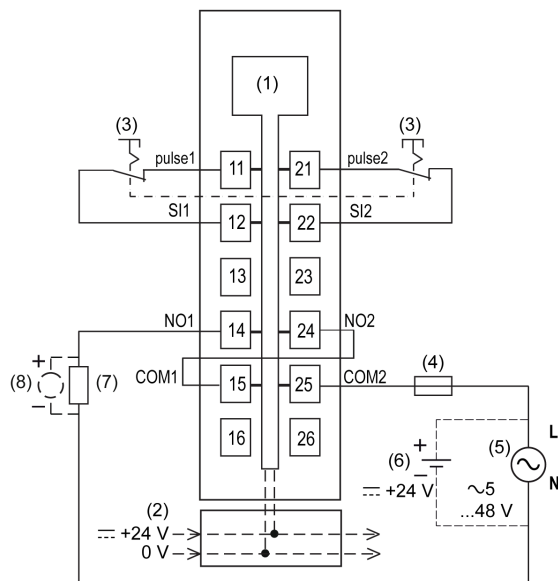 (1)
(3) (3)
pulse1 11 21 pulse2
SI1 12 22 SI2
13 23
NO1 14 24 NO2
COM1 15 25 COM2 (4)
+ (8) − (7)
16 26
L
+ (6) − (5)
N
+24 V ~5
...48 V
(2)
+24 V
0 V